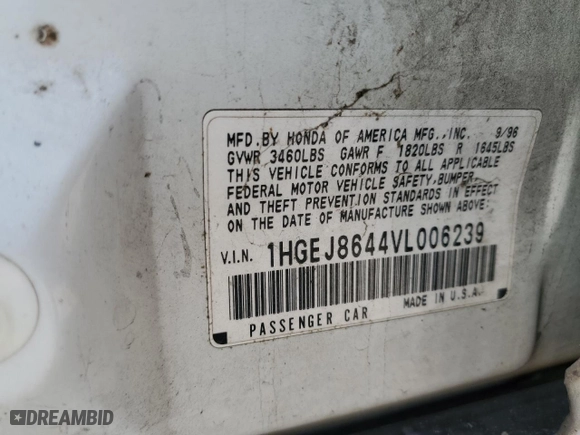 MFD. BY HONDA OF AMERICA MFG., INC. 9/96
GVWR 3460LBS GAWR F 1820LBS R 1645LBS
THIS VEHICLE CONFORMS TO ALL APPLICABLE
FEDERAL MOTOR VEHICLE SAFETY, BUMPER,
AND THEFT PREVENTION STANDARDS IN EFFECT
ON THE DATE OF MANUFACTURE SHOWN ABOVE.
V.I.N. 1HGEJ8644VL006239
PASSENGER CAR MADE IN U.S.A.
DREAMBID